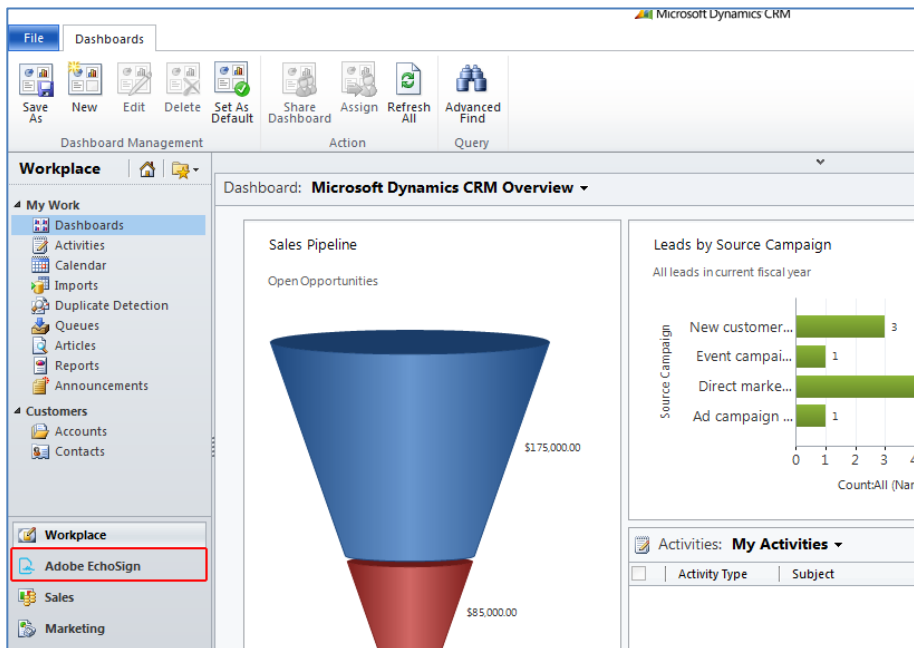 Microsoft Dynamics CRM
File Dashboards
Save As New Edit Delete Set As Default Share Dashboard Assign Refresh All Advanced Find
Dashboard Management Action Query
Workplace
Dashboard: Microsoft Dynamics CRM Overview
My Work
Dashboards
Activities
Calendar
Imports
Duplicate Detection
Queues
Articles
Reports
Announcements
Customers
Accounts
Contacts
Workplace
Adobe EchoSign
Sales
Marketing
Sales Pipeline
Open Opportunities
$175,000.00
$85,000.00
Leads by Source Campaign
All leads in current fiscal year
Source Campaign
New customer... 3
Event campai... 1
Direct marke...
Ad campaign ... 1
0 1 2 3 4
Count:All (Nar
Activities: My Activities
Activity Type Subject